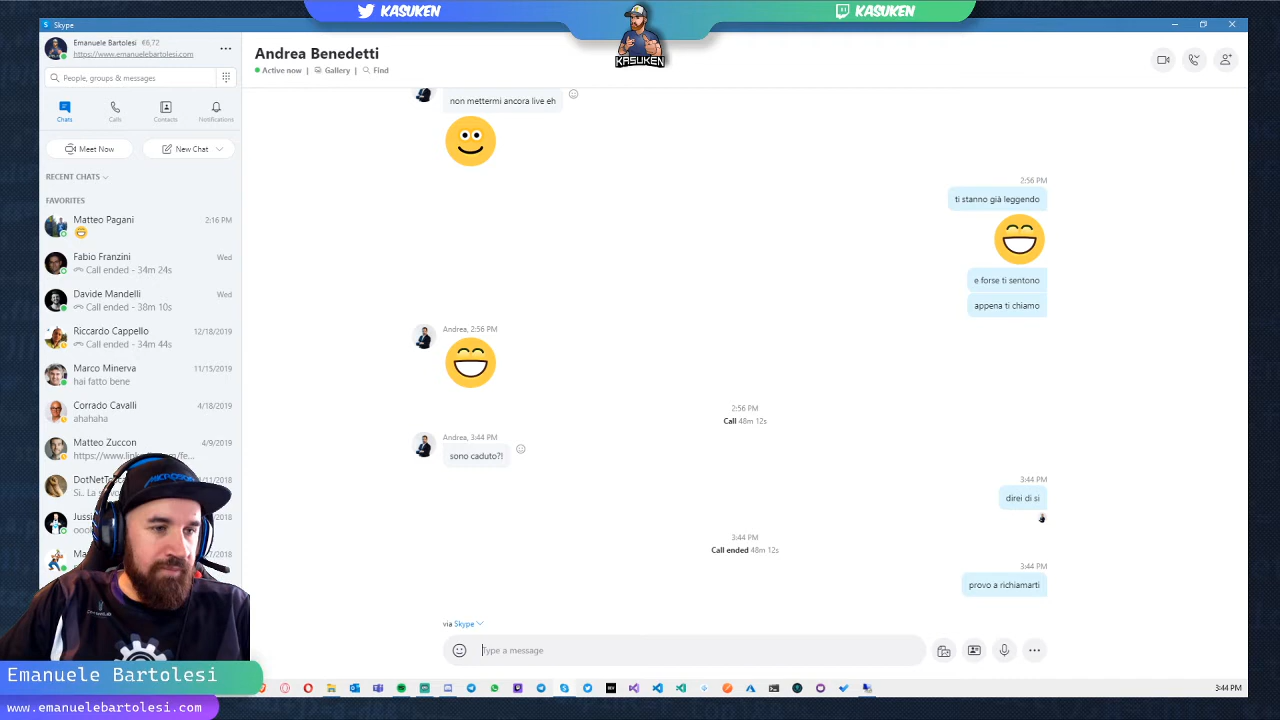 KASUKEN
KASUKEN
KASUKEN
Skype
Emanuele Bartolesi €6,72
https://www.emanuelebartolesi.com
People, groups & messages
Chats
Calls
Contacts
Notifications
Meet Now
New Chat
RECENT CHATS
FAVORITES
Matteo Pagani
2:16 PM
Fabio Franzini
Wed
Call ended - 34m 24s
Davide Mandelli
Wed
Call ended - 38m 10s
Riccardo Cappello
12/18/2019
Call ended - 34m 44s
Marco Minerva
11/15/2019
hai fatto bene
Corrado Cavalli
4/18/2019
ahahaha
Matteo Zuccon
4/9/2019
https://www.link
Andrea Benedetti
Active now | Gallery | Find
non mettermi ancora live eh
2:56 PM
ti stanno già leggendo
e forse ti sentono
appena ti chiamo
Andrea, 2:56 PM
2:56 PM
Call 48m 12s
Andrea, 3:44 PM
sono caduto?!
3:44 PM
direi di si
3:44 PM
Call ended 48m 12s
3:44 PM
provo a richiamarti
via Skype
Type a message
3:44 PM
Emanuele Bartolesi
www.emanuelebartolesi.com